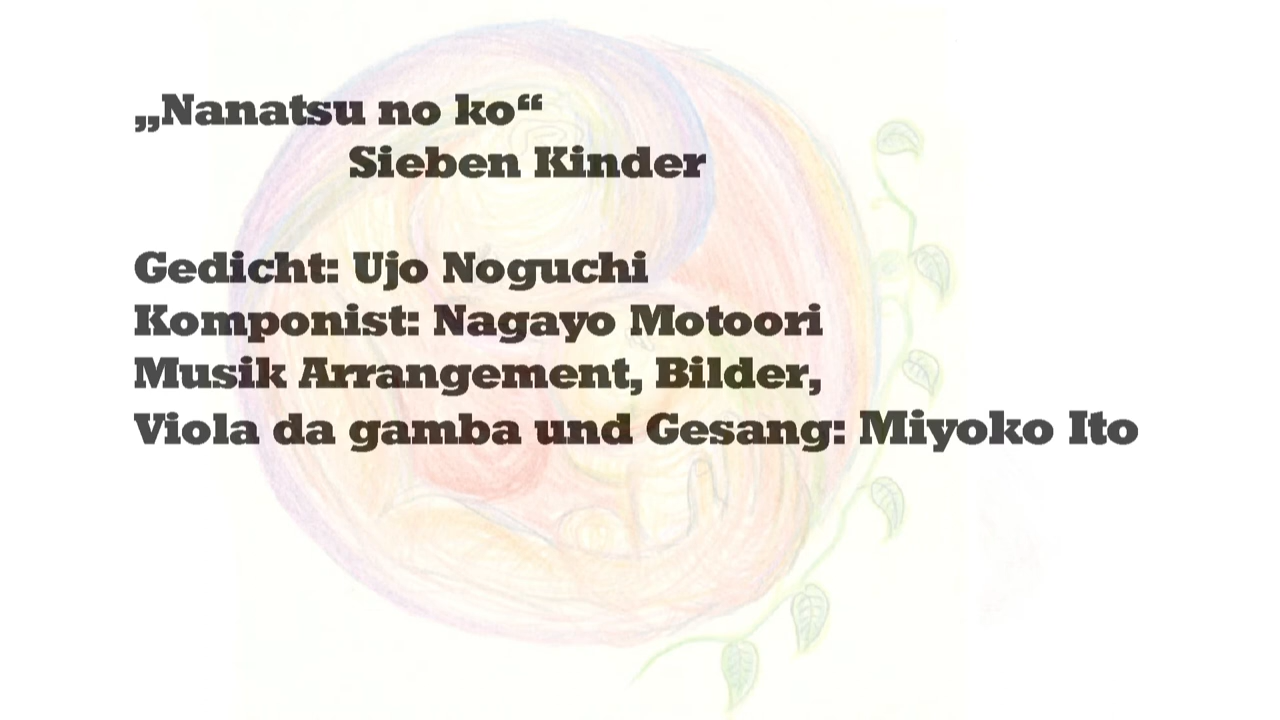 „Nanatsu no ko“
Sieben Kinder
Gedicht: Ujo Noguchi
Komponist: Nagayo Motoori
Musik Arrangement, Bilder,
Viola da gamba und Gesang: Miyoko Ito